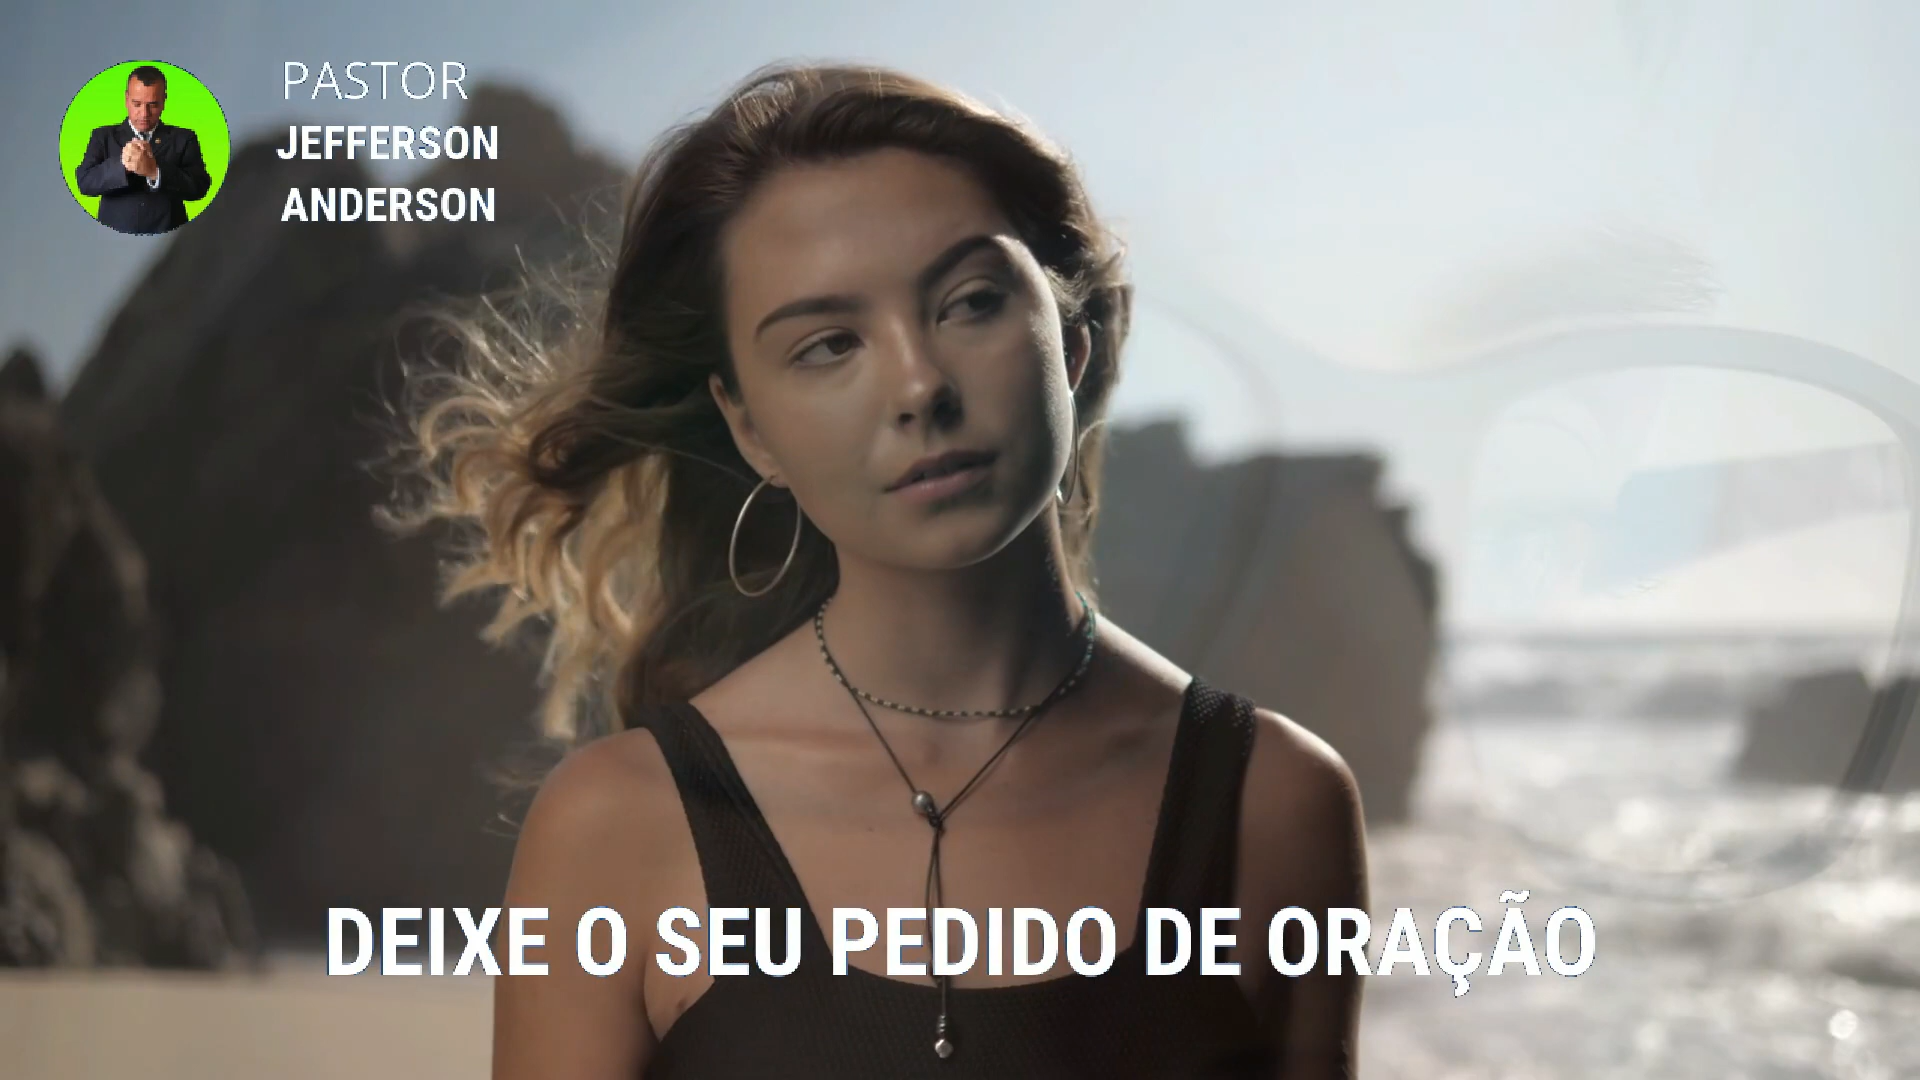 PASTOR
JEFFERSON
ANDERSON
DEIXE O SEU PEDIDO DE ORAÇÃO